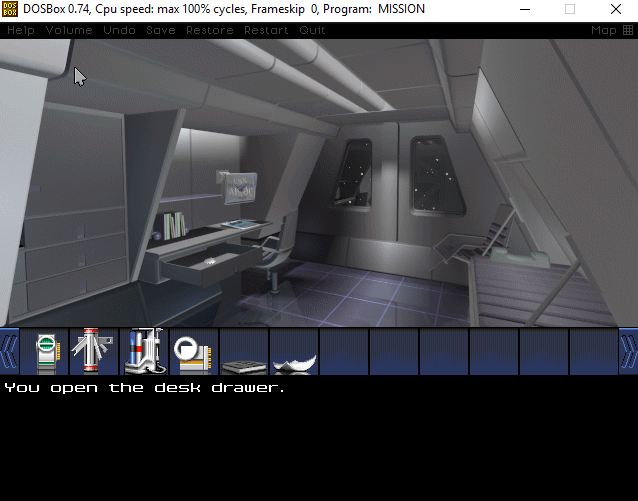 DOSBox 0.74, Cpu speed: max 100% cycles, Frameskip 0, Program: MISSION
Help Volume Undo Save Restore Restart Quit Map
You open the desk drawer.